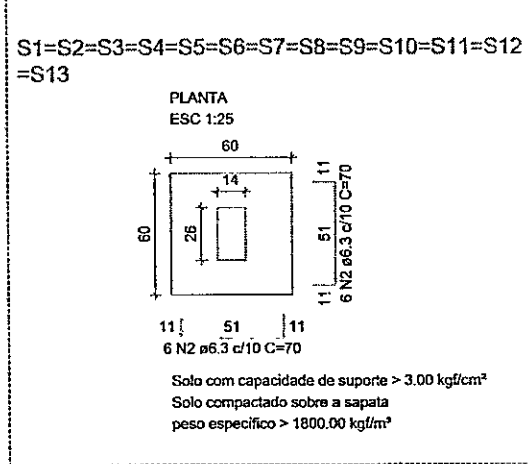 S1=S2=S3=S4=S5=S6=S7=S8=S9=S10=S11=S12
=S13
PLANTA
ESC 1:25
60
14
60
26
11
51
11
6 N2 ø6.3 c/10 C=70
11 51 11
6 N2 ø6.3 c/10 C=70
Solo com capacidade de suporte > 3.00 kgf/cm²
Solo compactado sobre a sapata
peso especifico > 1800.00 kgf/m³